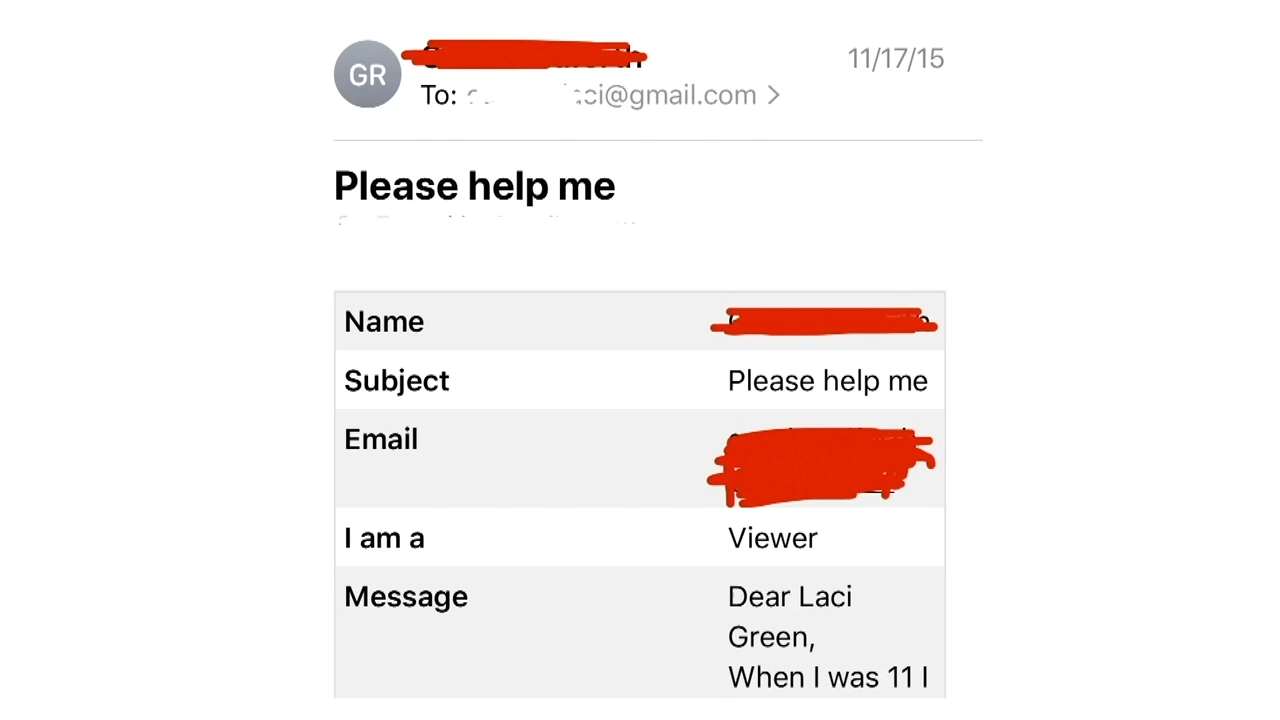 GR
11/17/15
To: ci@gmail.com >
Please help me
Name
Subject Please help me
Email
I am a Viewer
Message Dear Laci
Green,
When I was 11 I